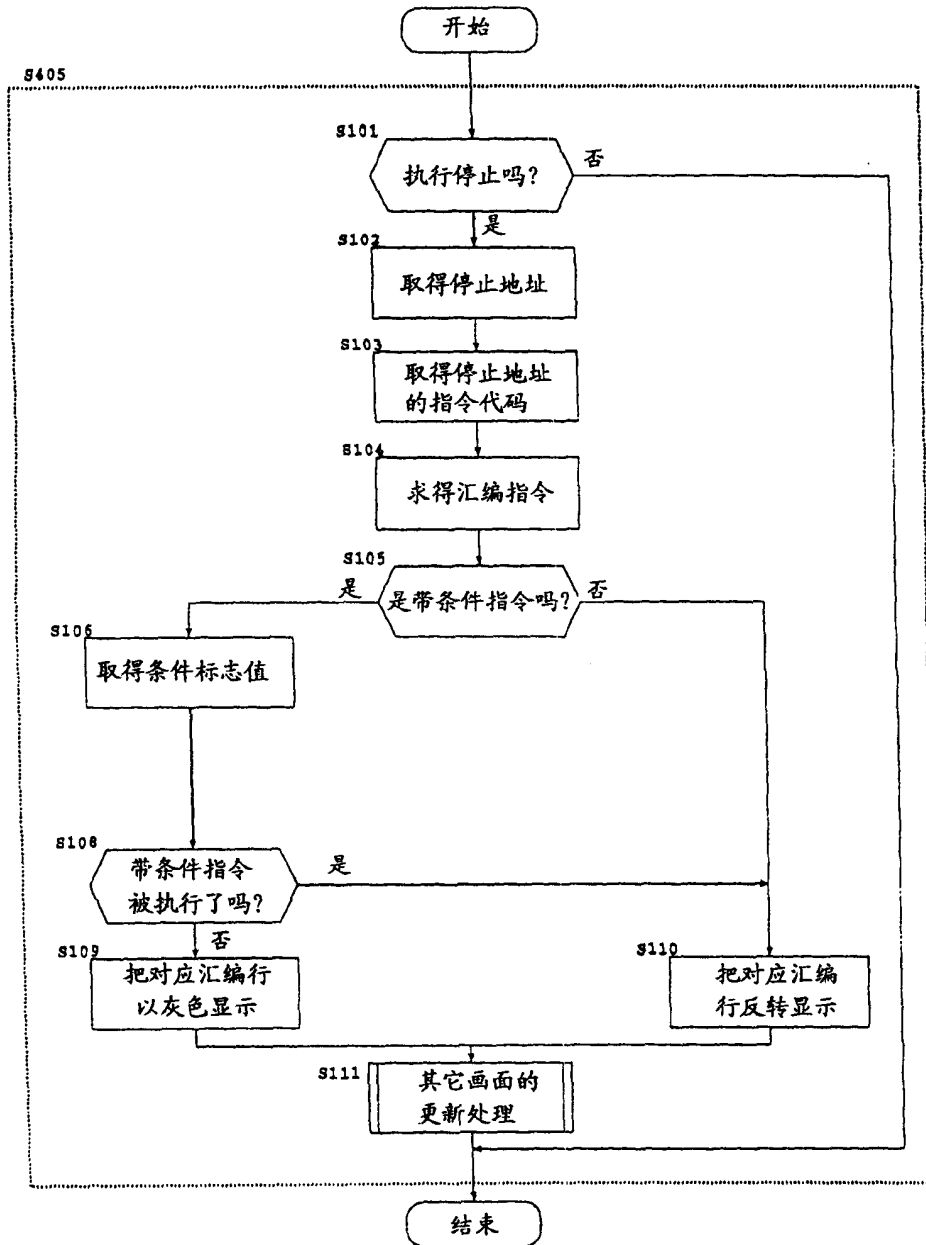 开始
S405
S101
执行停止吗?
否
是
S102
取得停止地址
S103
取得停止地址
的指令代码
S104
求得汇编指令
S105
是
是带条件指令吗?
否
S106
取得条件标志值
S108
带条件指令
被执行了吗?
是
否
S109
把对应汇编行
以灰色显示
S110
把对应汇编
行反转显示
S111
其它画面的
更新处理
结束